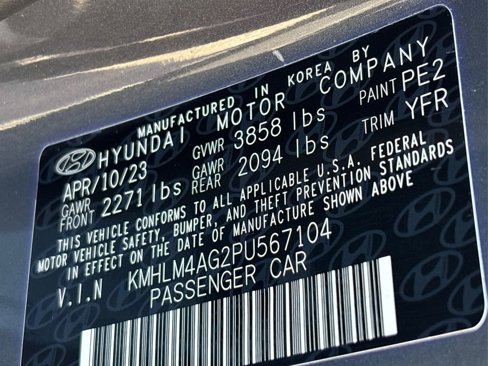 MANUFACTURED IN KOREA BY
HYUNDAI MOTOR COMPANY
APR/10/23 GVWR 3858 lbs PAINT PE2
GAWR FRONT 2271 lbs GAWR REAR 2094 lbs TRIM YFR
THIS VEHICLE CONFORMS TO ALL APPLICABLE U.S.A. FEDERAL
MOTOR VEHICLE SAFETY, BUMPER, AND THEFT PREVENTION STANDARDS
IN EFFECT ON THE DATE OF MANUFACTURE SHOWN ABOVE
V.I.N KMHLM4AG2PU567104
PASSENGER CAR